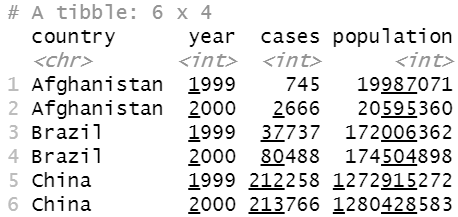 # A tibble: 6 x 4
country year cases population
<chr> <int> <int> <int>
1 Afghanistan 1999 745 19987071
2 Afghanistan 2000 2666 20595360
3 Brazil 1999 37737 172006362
4 Brazil 2000 80488 174504898
5 China 1999 212258 1272915272
6 China 2000 213766 1280428583